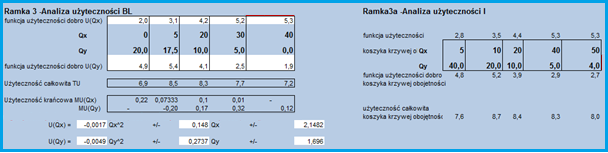 Ramka 3 -Analiza użyteczności BL
funkcja użyteczności dobro U(Qx) 2,0 3,1 4,2 5,2 5,3
Qx 0 5 10 20 40
Qy 20,0 17,5 10,0 5,0 0,0
funkcja użyteczności dobro U(Qy) 4,9 5,4 4,1 2,5 1,9
Użyteczność całkowita TU 6,9 8,5 8,3 7,7 7,2
Użyteczność krańcowa MU(Qx) 0,22 0,07333 0,1 0,01 -
MU(Qy) - -0,20 0,17 0,32 0,12
U(Qx) = -0,0017 Qx^2 +/- 0,148 Qx +/- 2,1482
U(Qy) = -0,0049 Qx^2 +/- 0,2737 Qy +/- 1,696
Ramka3a -Analiza użyteczności I
funkcja użyteczności 2,8 3,5 4,4 5,3 5,3
koszyka krzywej o Qx 5 10 20 40 50
Qy 40,0 20,0 10,0 5,0 4,0
funkcja użyteczności dobro 4,8 5,2 3,9 2,9 2,7
koszyka krzywej obojętności
użyteczność całkowita
koszyka krzywej obojętności 7,6 8,7 8,4 8,3 8,0